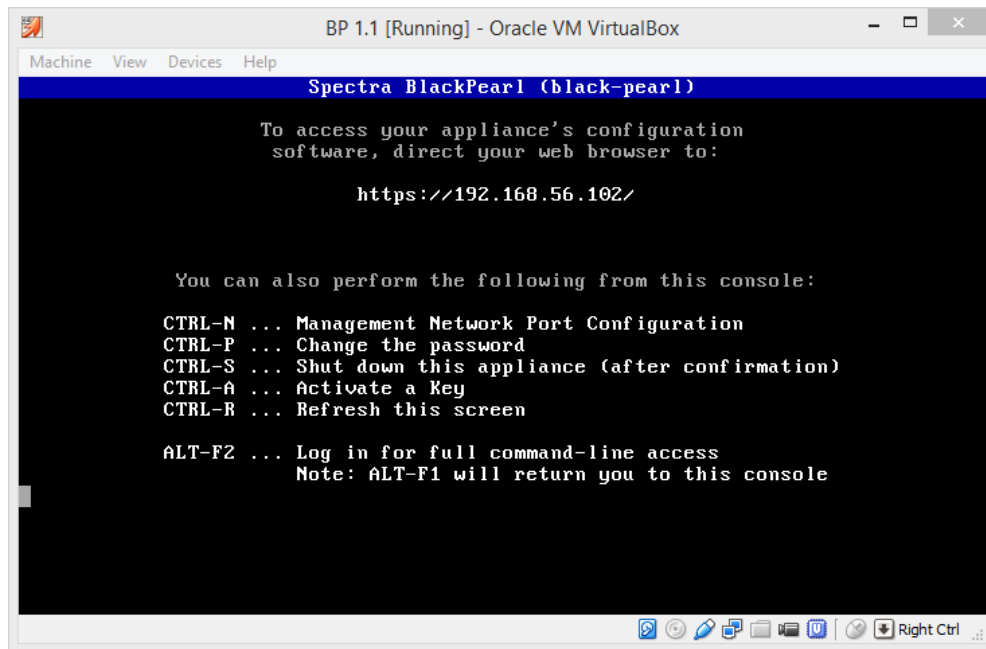 BP 1.1 [Running] - Oracle VM VirtualBox
Machine View Devices Help
Spectra BlackPearl (black-pearl)
To access your appliance's configuration
software, direct your web browser to:
https://192.168.56.102/
You can also perform the following from this console:
CTRL-N ... Management Network Port Configuration
CTRL-P ... Change the password
CTRL-S ... Shut down this appliance (after confirmation)
CTRL-A ... Activate a Key
CTRL-R ... Refresh this screen
ALT-F2 ... Log in for full command-line access
Note: ALT-F1 will return you to this console
Right Ctrl